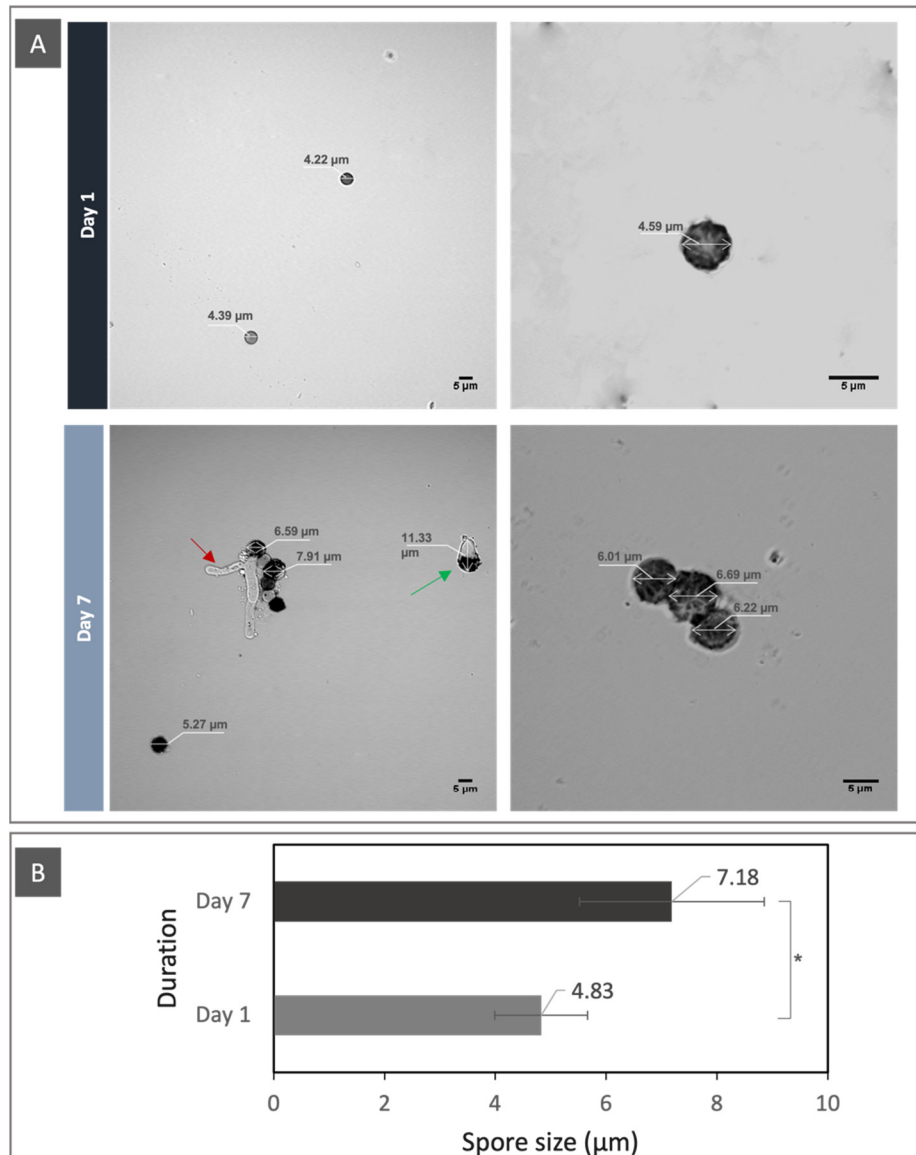 A
Day 1
4.22 µm
4.39 µm
5 µm
4.59 µm
5 µm
Day 7
6.59 µm
7.91 µm
11.33
µm
5.27 µm
5 µm
6.01 µm
6.69 µm
6.22 µm
5 µm
B
Duration
Day 7
7.18
*
Day 1
4.83
0 2 4 6 8 10
Spore size (µm)